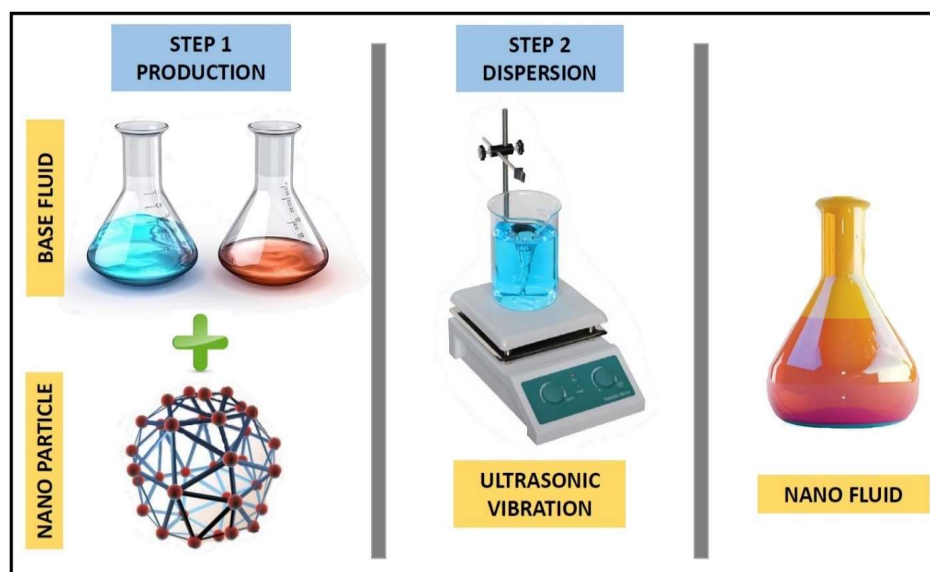 STEP 1
PRODUCTION
BASE FLUID
NANO PARTICLE
STEP 2
DISPERSION
ULTRASONIC
VIBRATION
NANO FLUID